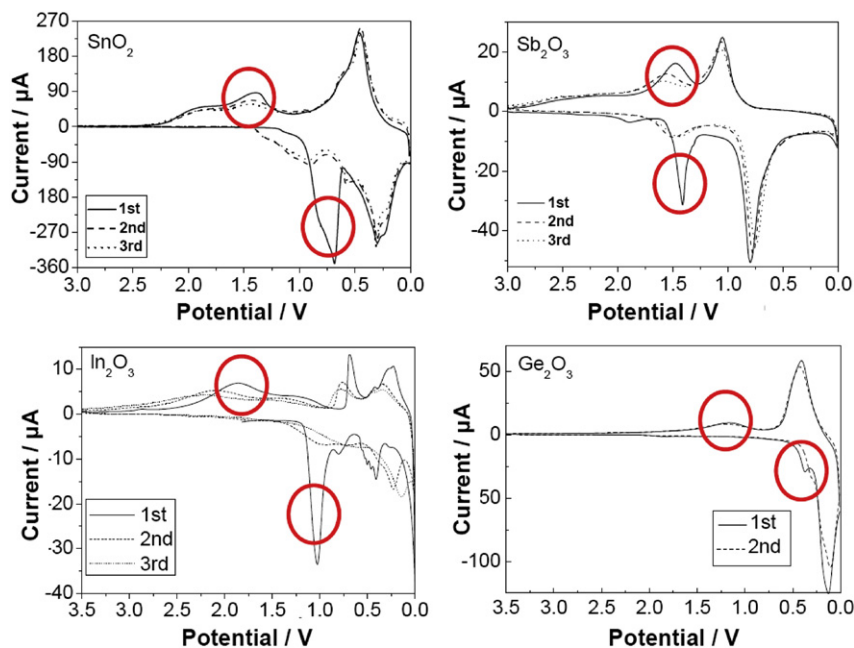 SnO2
270
180
90
0
-90
-180
-270
-360
Current / µA
1st
2nd
3rd
3.0 2.5 2.0 1.5 1.0 0.5 0.0
Potential / V
Sb2O3
20
0
-20
-40
Current / µA
1st
2nd
3rd
3.0 2.5 2.0 1.5 1.0 0.5 0.0
Potential / V
In2O3
10
0
-10
-20
-30
-40
Current / µA
1st
2nd
3rd
3.5 3.0 2.5 2.0 1.5 1.0 0.5 0.0
Potential / V
Ge2O3
50
0
50
-100
Current / µA
1st
2nd
3.5 3.0 2.5 2.0 1.5 1.0 0.5 0.0
Potential / V